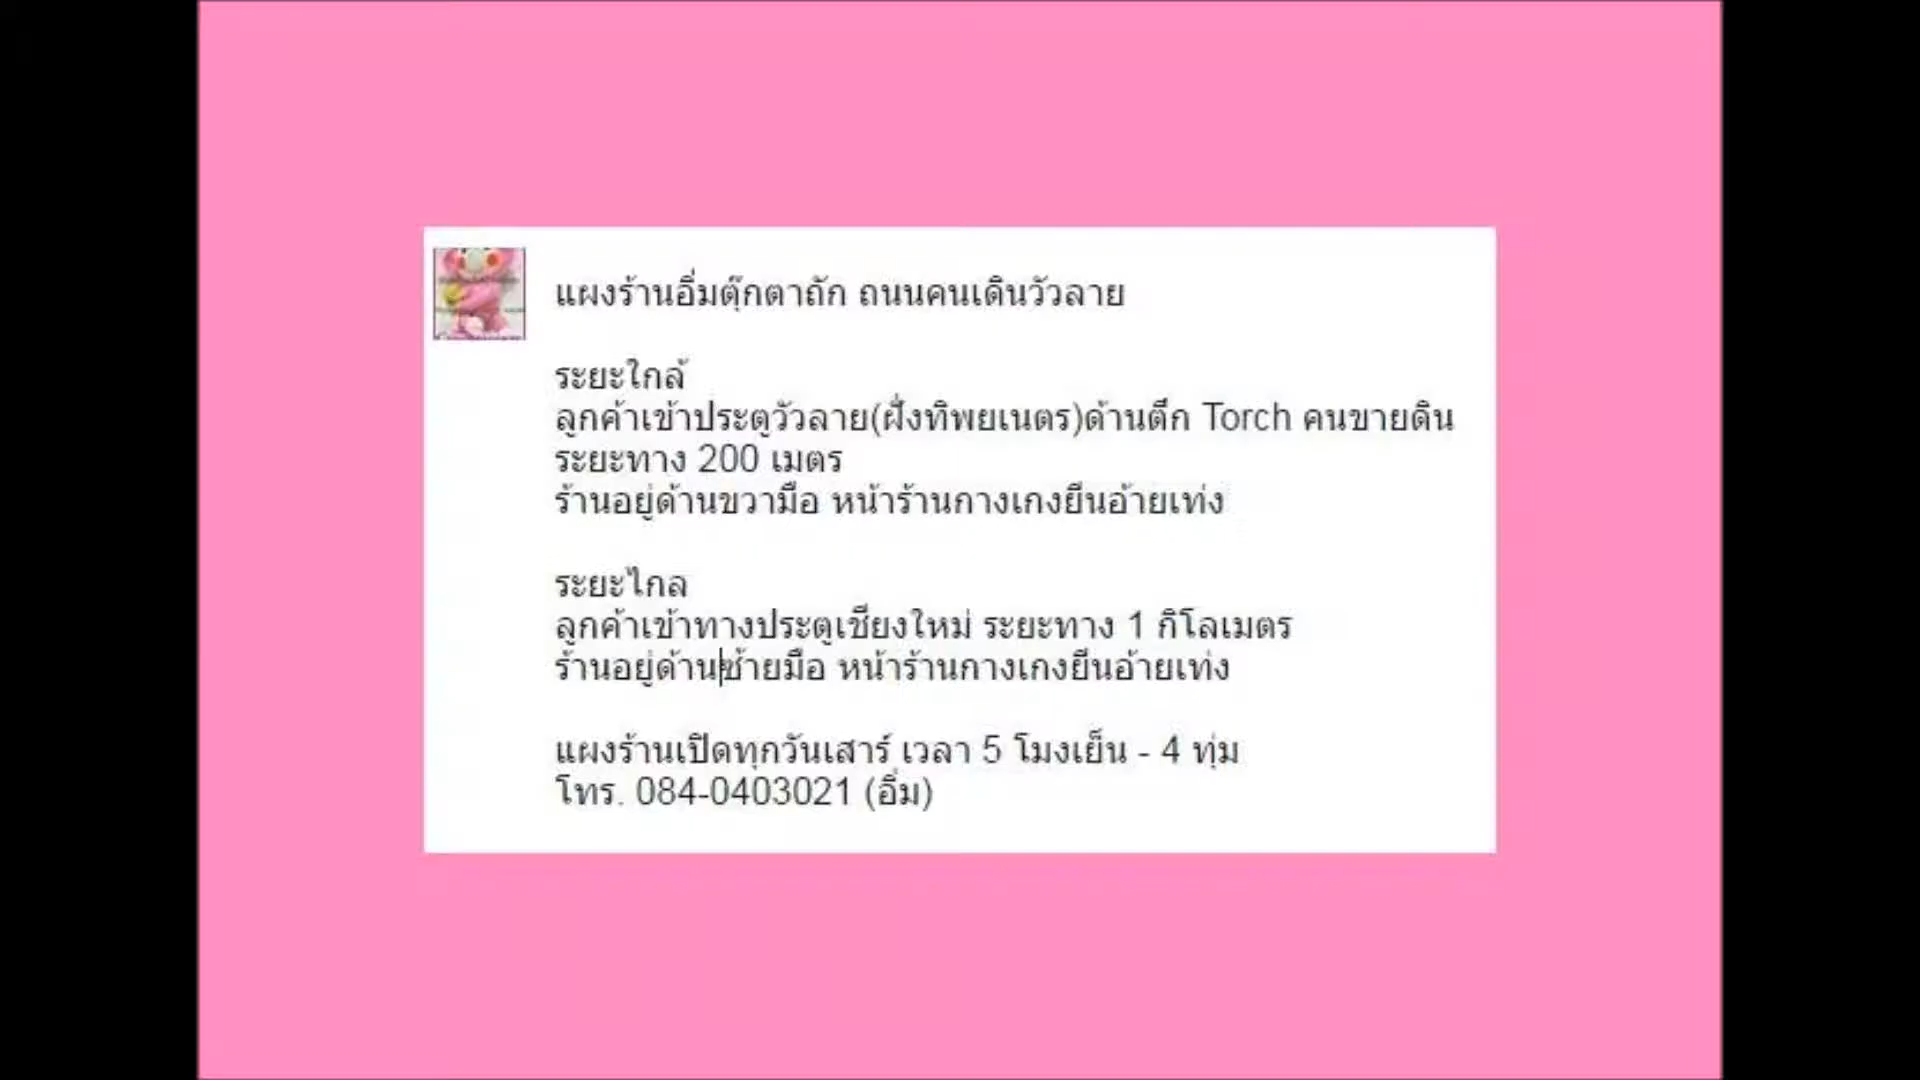 แผงร้านอิ่มตุ๊กตาถัก ถนนคนเดินวัวลาย
ระยะใกล้
ลูกค้าเข้าประตูวัวลาย(ฝั่งทิพยเนตร)ด้านตึก Torch คนขายดิน
ระยะทาง 200 เมตร
ร้านอยู่ด้านขวามือ หน้าร้านกางเกงยีนอ้ายเท่ง
ระยะไกล
ลูกค้าเข้าทางประตูเชียงใหม่ ระยะทาง 1 กิโลเมตร
ร้านอยู่ด้านซ้ายมือ หน้าร้านกางเกงยีนอ้ายเท่ง
แผงร้านเปิดทุกวันเสาร์ เวลา 5 โมงเย็น - 4 ทุ่ม
โทร. 084-0403021 (อิ่ม)